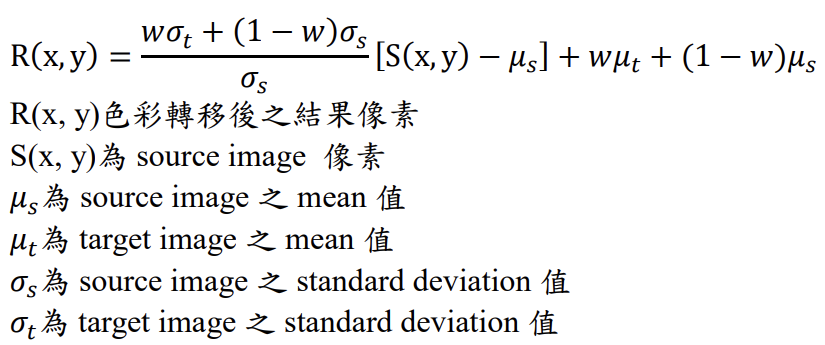 R(x, y) = \frac{wσ_t + (1 − w)σ_s}{σ_s} [S(x, y) − μ_s] + wμ_t + (1 − w)μ_s
R(x, y)色彩轉移後之結果像素
S(x, y)為 source image 像素
μ_s為 source image 之 mean 值
μ_t為 target image 之 mean 值
σ_s為 source image 之 standard deviation 值
σ_t為 target image 之 standard deviation 值